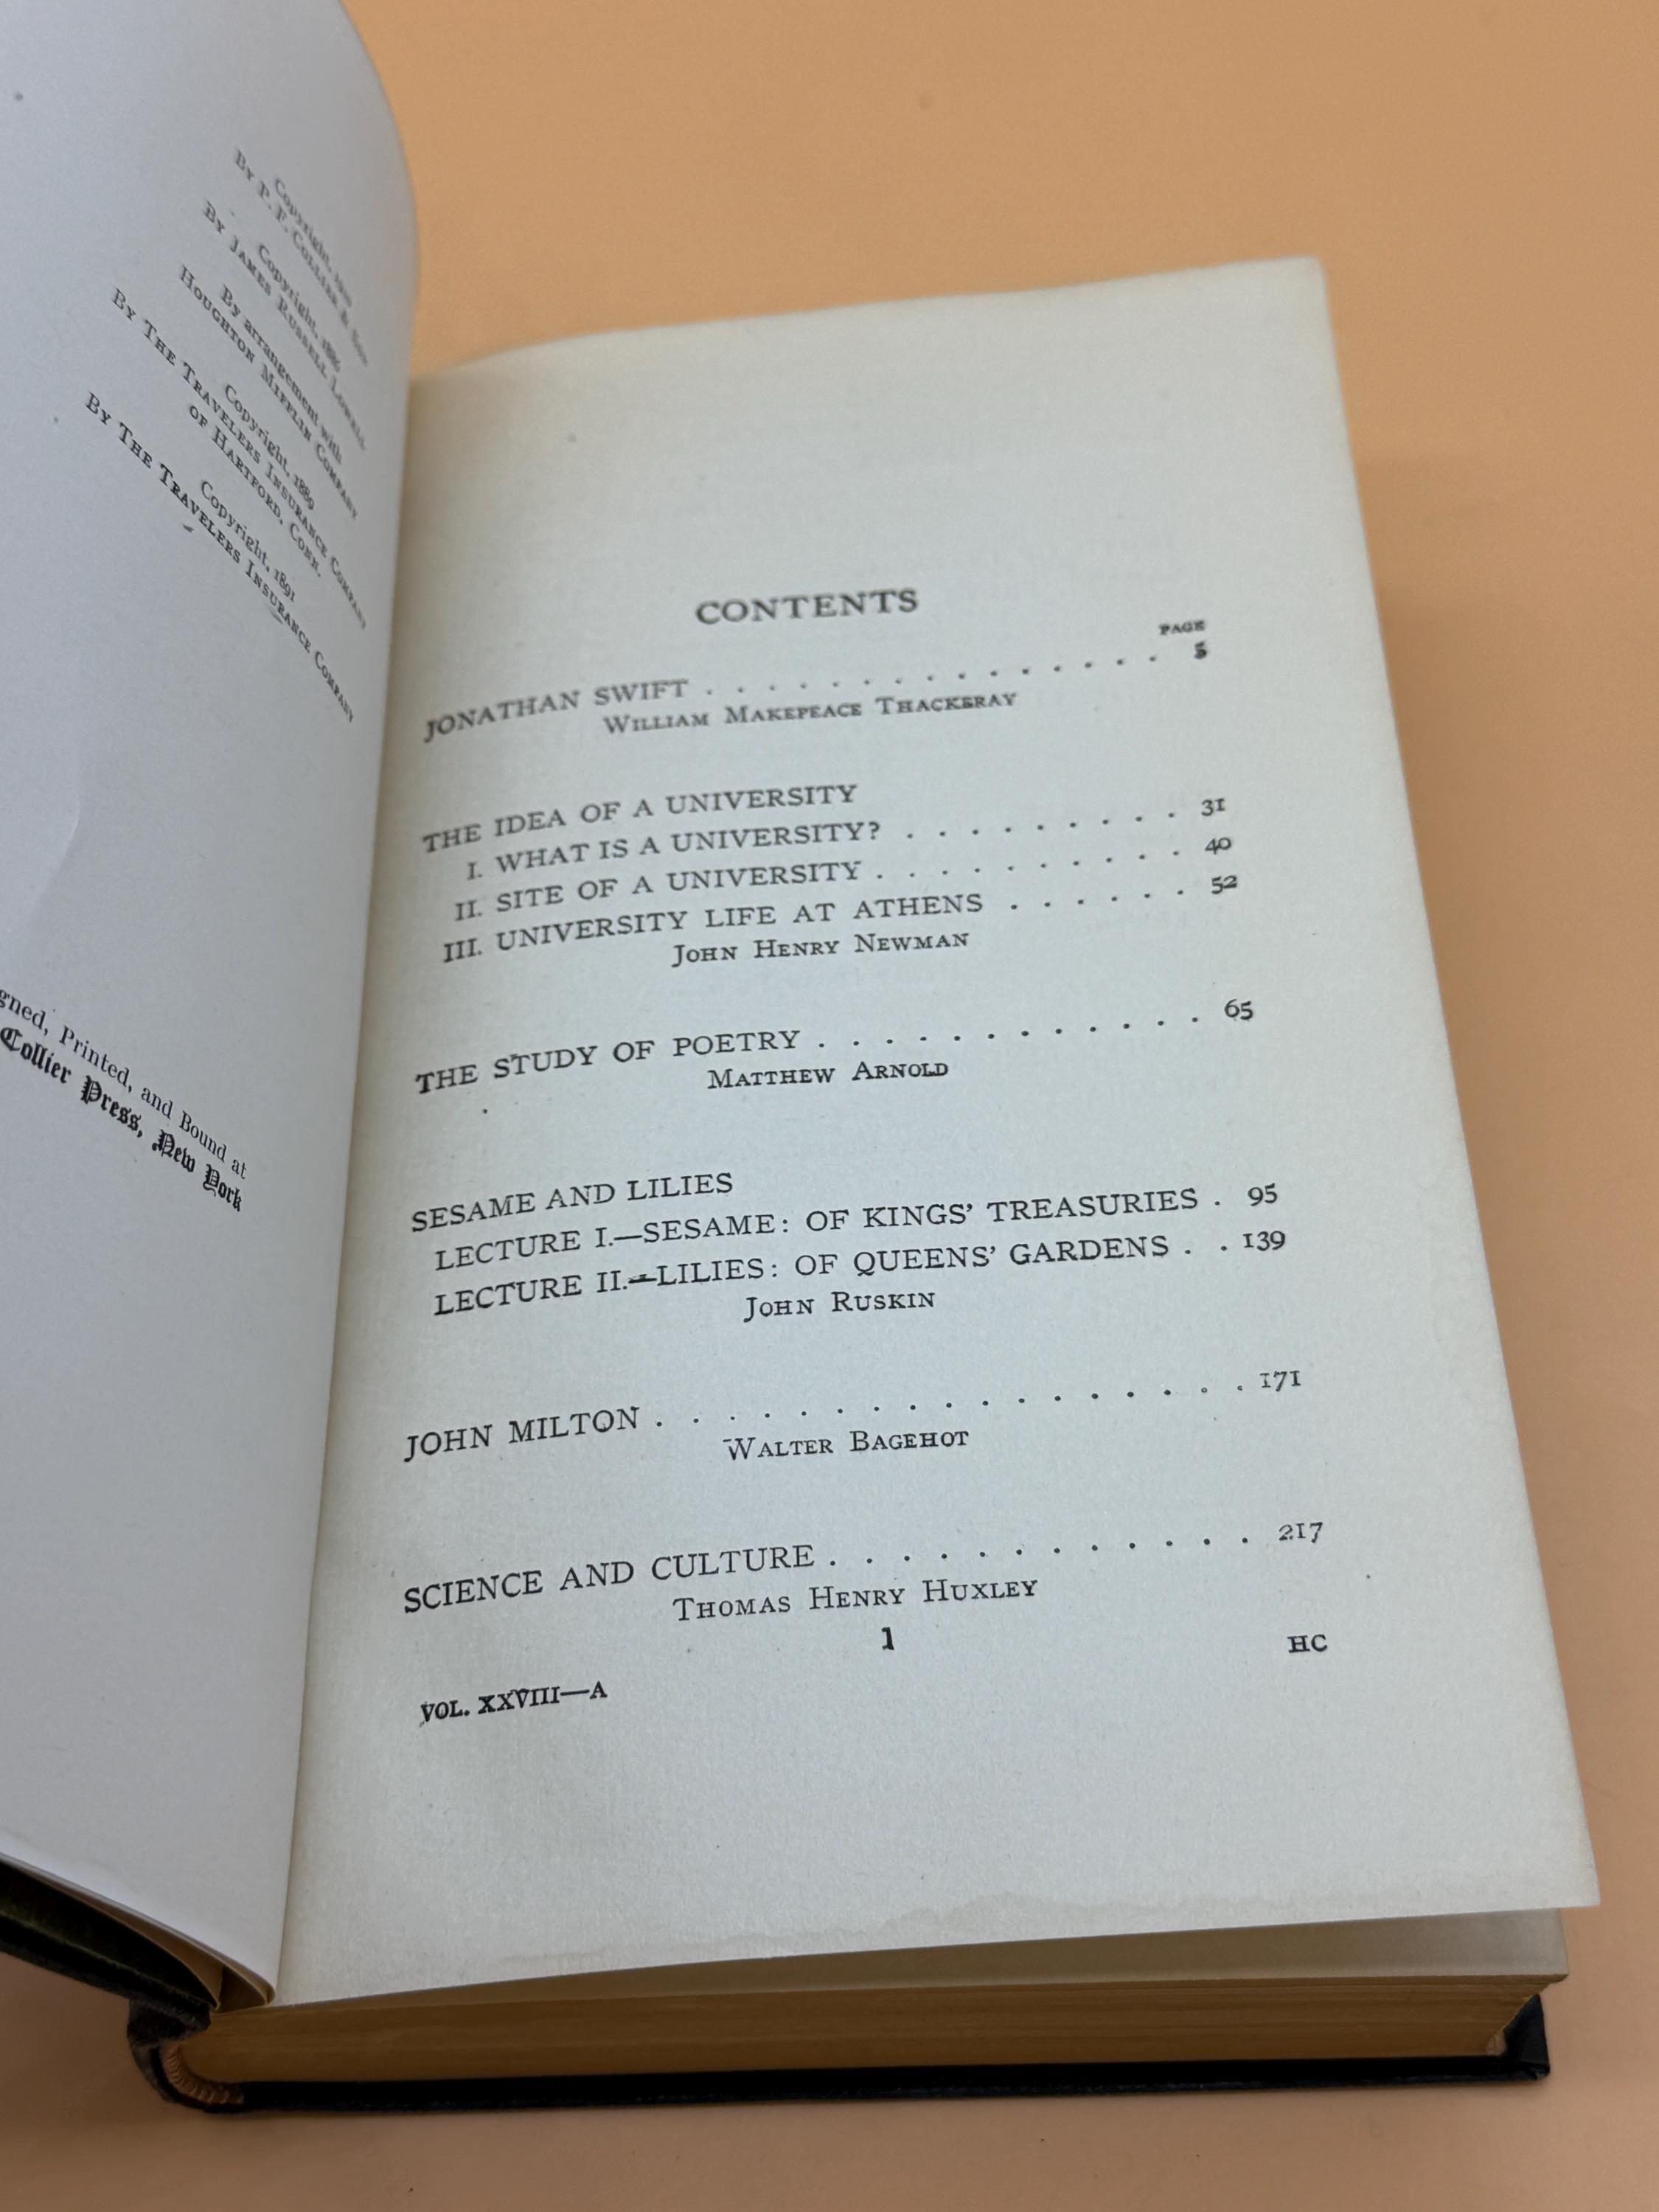 Copyright, 1910
By P. F. Collier & Son
Copyright, 1886
By James Russell Lowell
By arrangement with
Houghton Mifflin Company
Copyright, 1889
By The Travelers Insurance Company
of Hartford, Conn.
Copyright, 1891
By The Travelers Insurance Company
gned, Printed, and Bound at
Collier Press, New York
CONTENTS
PAGE
JONATHAN SWIFT . . . . . . . . . . . . . . . 5
William Makepeace Thackeray
THE IDEA OF A UNIVERSITY
I. WHAT IS A UNIVERSITY? . . . . . . . . . . 31
II. SITE OF A UNIVERSITY . . . . . . . . . . . 40
III. UNIVERSITY LIFE AT ATHENS . . . . . . 52
John Henry Newman
THE STUDY OF POETRY . . . . . . . . . . . . 65
Matthew Arnold
SESAME AND LILIES
LECTURE I.—SESAME: OF KINGS' TREASURIES . 95
LECTURE II.—LILIES: OF QUEENS' GARDENS . . 139
John Ruskin
JOHN MILTON . . . . . . . . . . . . . . . . . 171
Walter Bagehot
SCIENCE AND CULTURE . . . . . . . . . . . . 217
Thomas Henry Huxley
1
HC
VOL. XXVIII—A